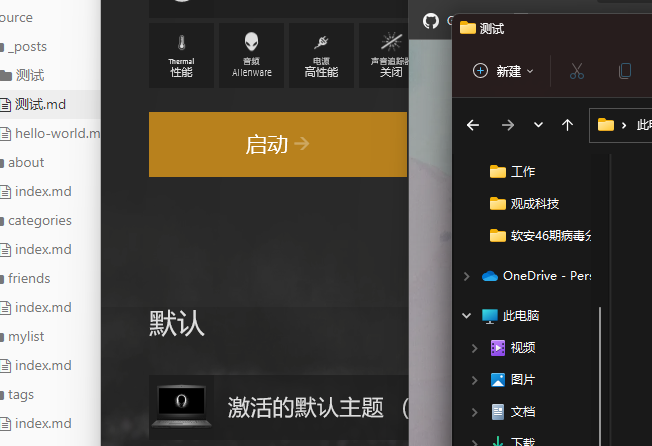 ource
_posts
测试
测试.md
hello-world.m
about
index.md
categories
index.md
friends
index.md
mylist
index.md
tags
index.md
Thermal
性能
音频
Alienware
电源
高性能
声音追踪器
关闭
启动
默认
激活的默认主题 （
G
测试
新建
此电
工作
观成科技
软安46期病毒分
OneDrive - Pers
此电脑
视频
图片
文档
下载